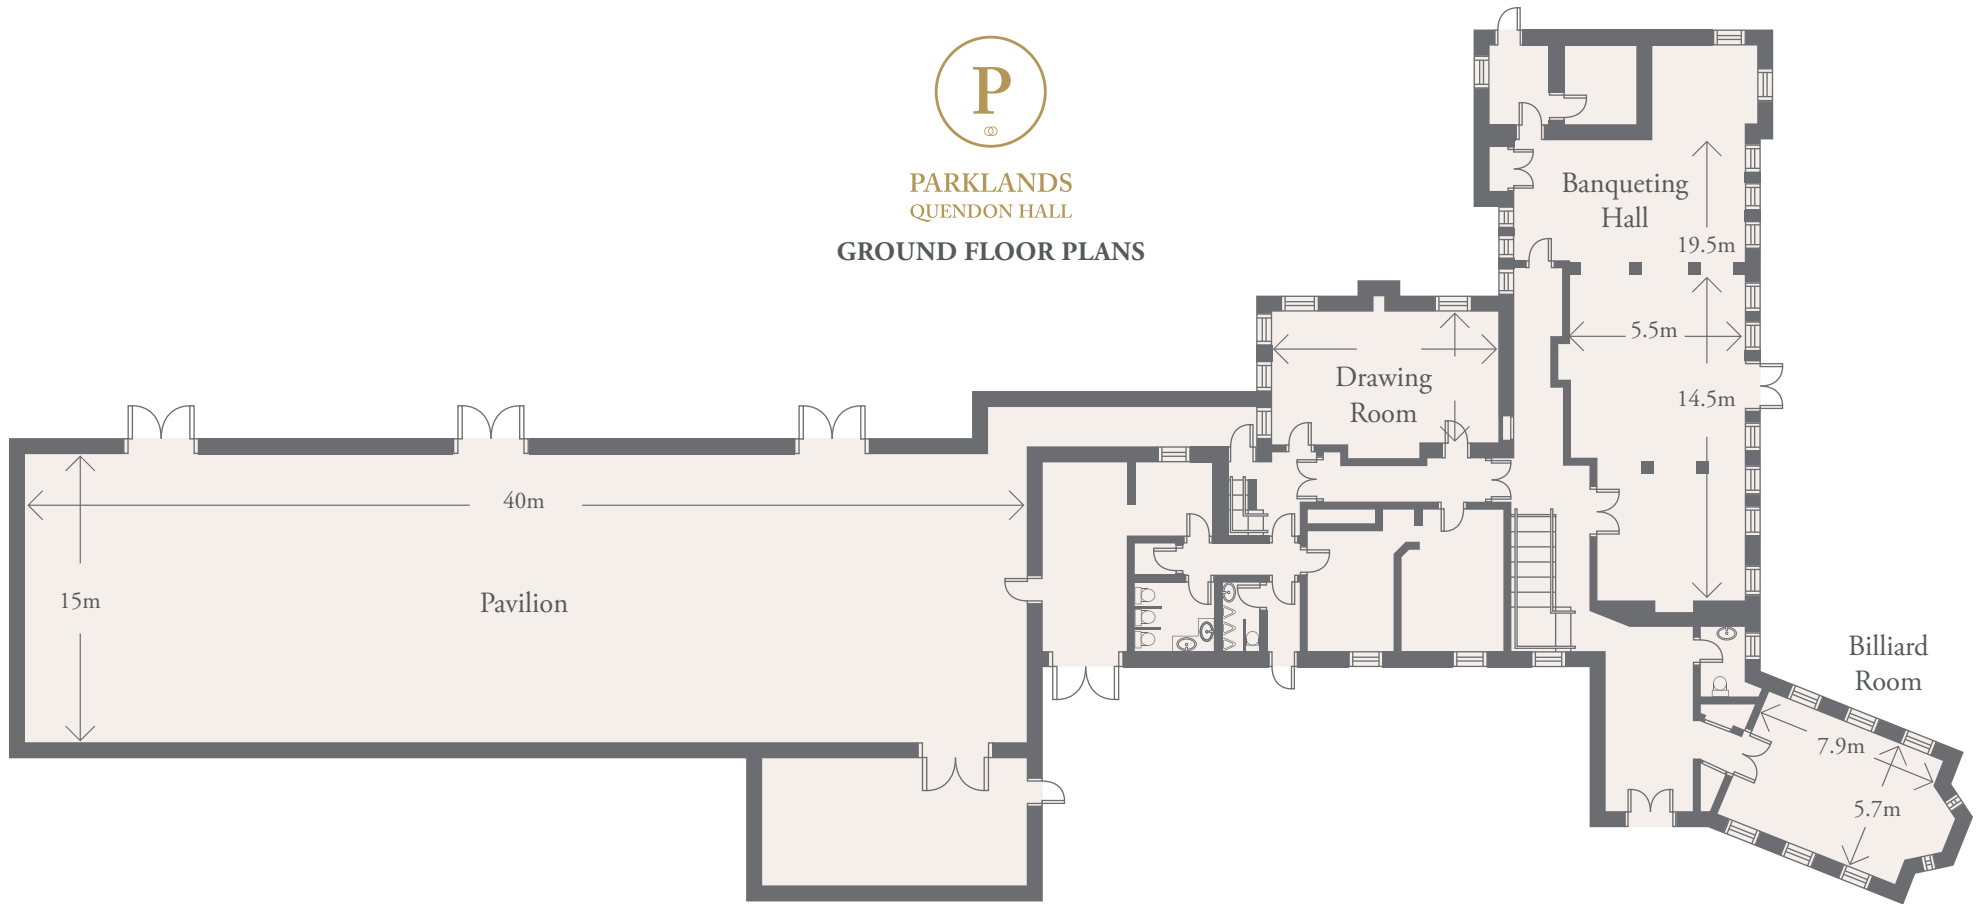 P
PARKLANDS
QUENDON HALL
GROUND FLOOR PLANS
Banqueting
Hall
19.5m
5.5m
14.5m
Drawing
Room
40m
15m
Pavilion
Billiard
Room
7.9m
5.7m